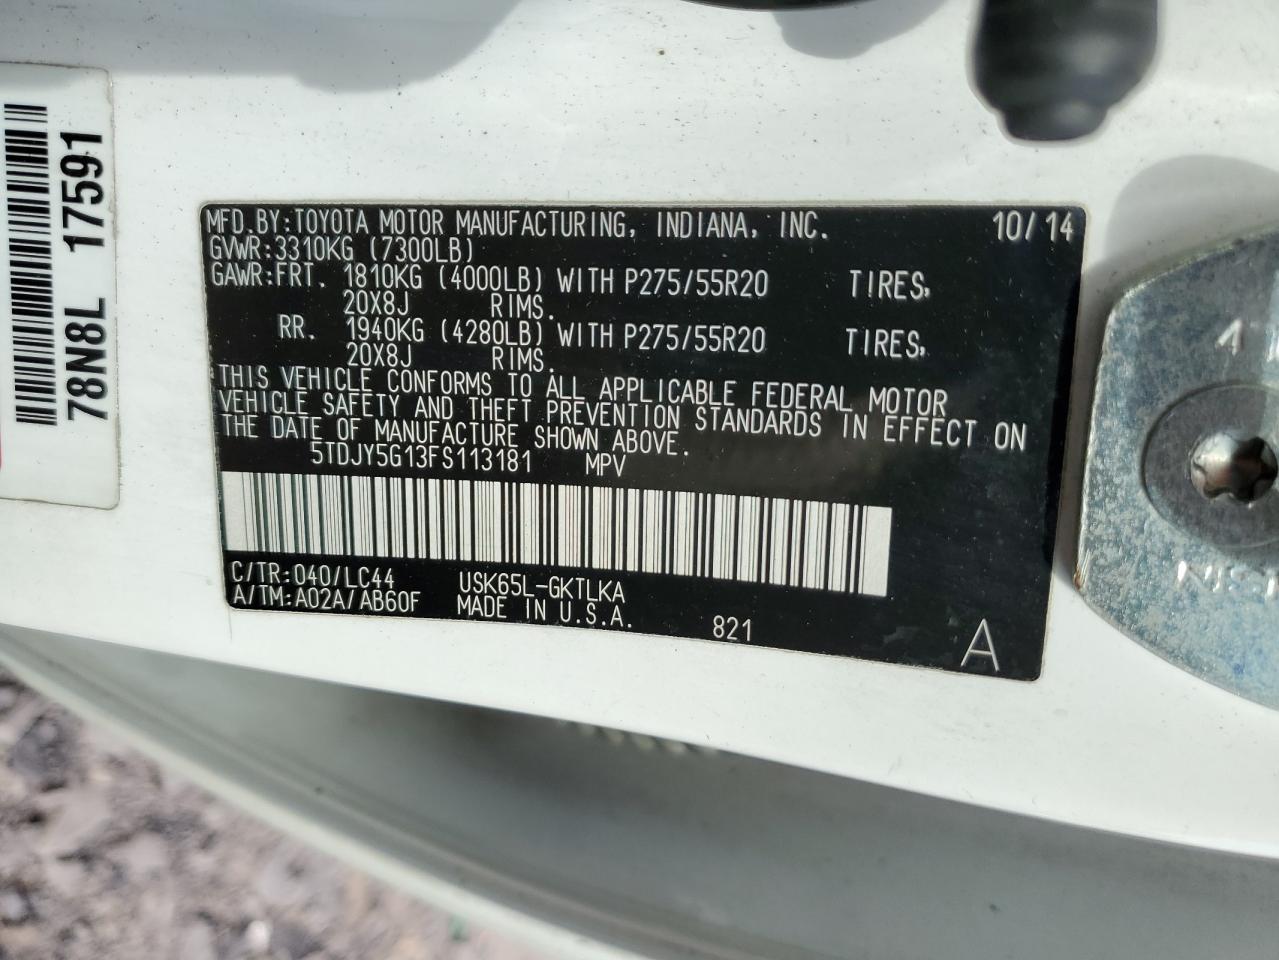 78N8L 17591
MFD.BY:TOYOTA MOTOR MANUFACTURING, INDIANA, INC. 10/14
GVWR:3310KG (7300LB)
GAWR:FRT. 1810KG (4000LB) WITH P275/55R20 TIRES,
20X8J RIMS.
RR. 1940KG (4280LB) WITH P275/55R20 TIRES,
20X8J RIMS.
THIS VEHICLE CONFORMS TO ALL APPLICABLE FEDERAL MOTOR
VEHICLE SAFETY AND THEFT PREVENTION STANDARDS IN EFFECT ON
THE DATE OF MANUFACTURE SHOWN ABOVE.
5TDJY5G13FS113181 MPV
C/TR:040/LC44 USK65L-GKTLKA
A/TM:A02A/AB60F MADE IN U.S.A. 821
A